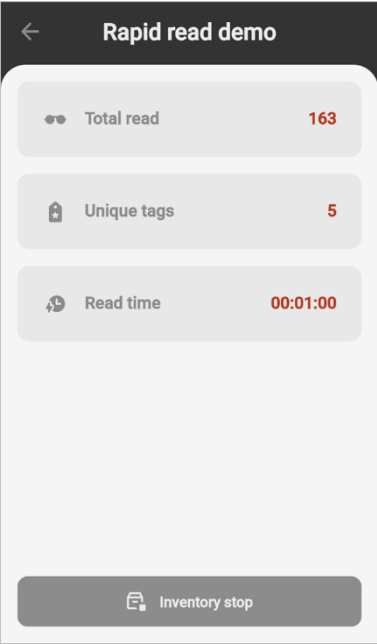 Rapid read demo
Total read 163
Unique tags 5
Read time 00:01:00
Inventory stop